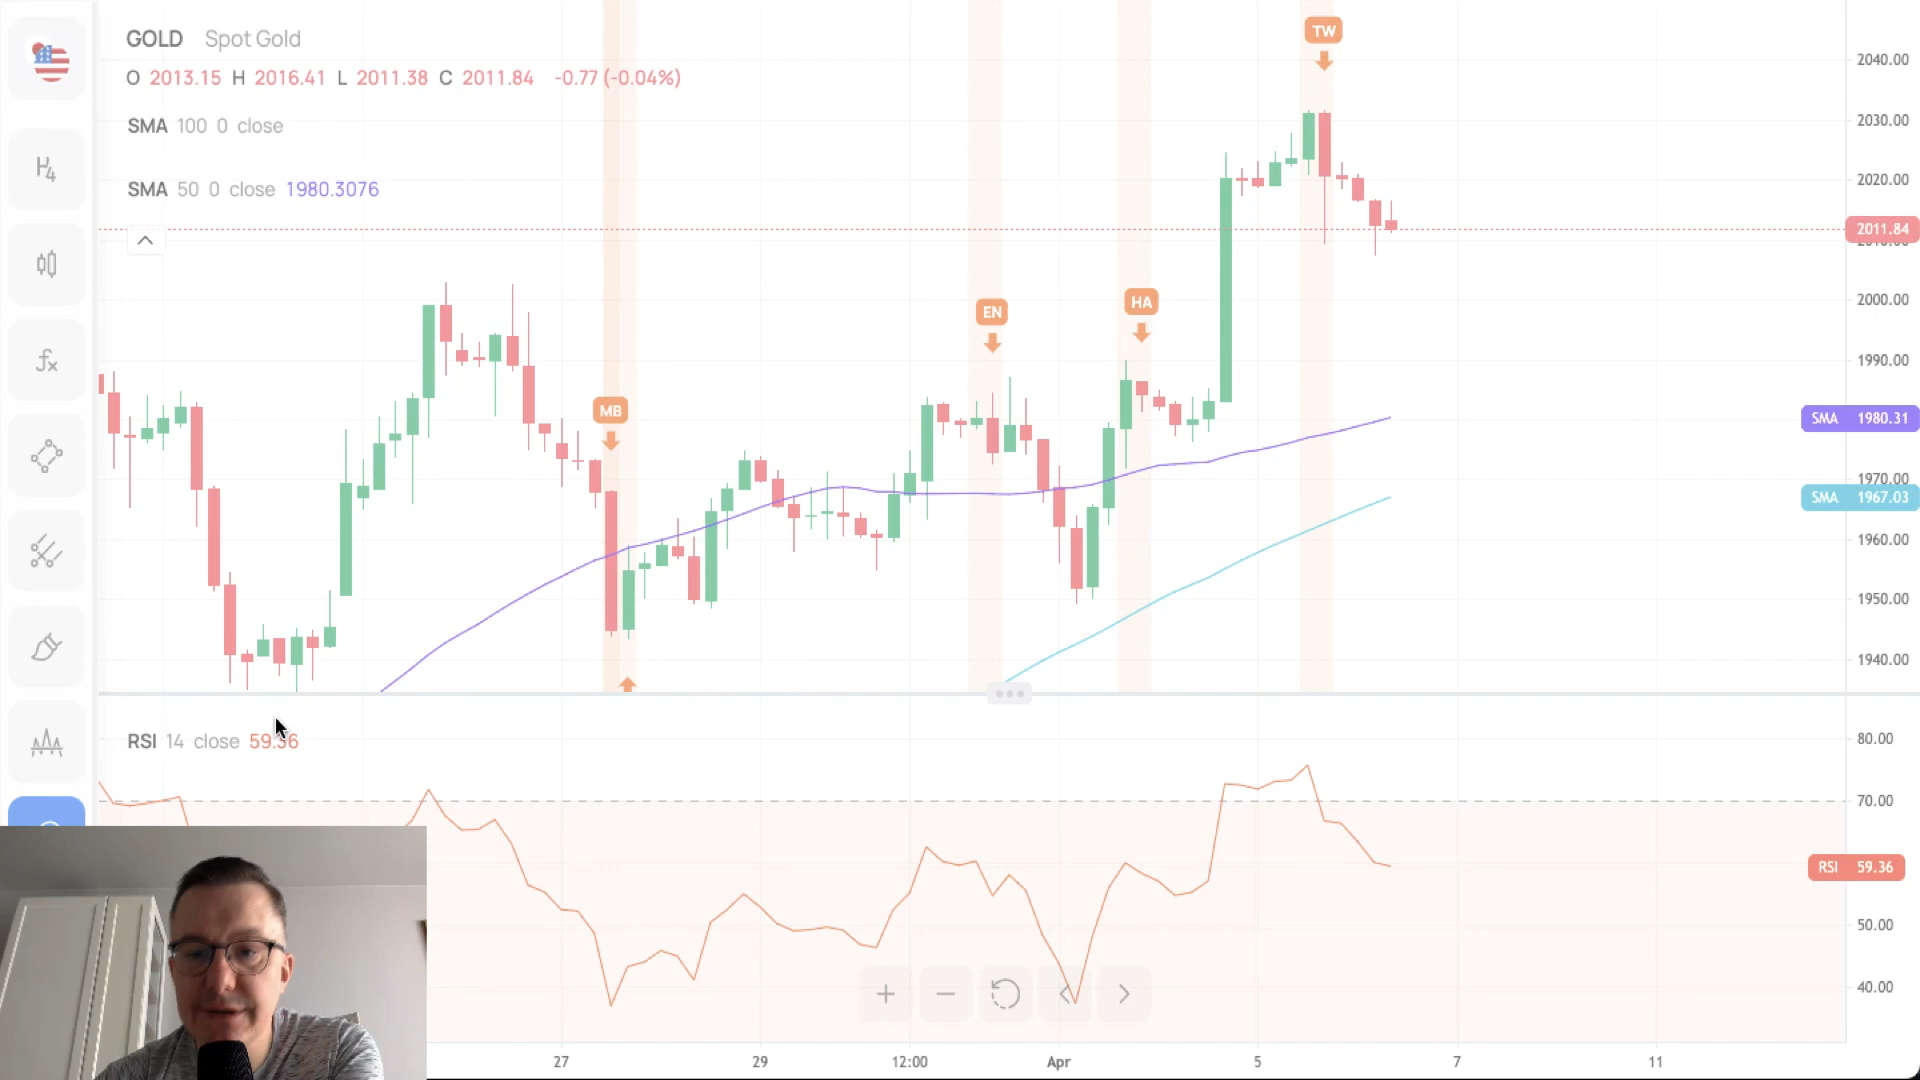 GOLD Spot Gold
O 2013.15 H 2016.41 L 2011.38 C 2011.84 -0.77 (-0.04%)
SMA 100 0 close
SMA 50 0 close 1980.3076
H4
fx
MB
EN
HA
TW
2040.00
2030.00
2020.00
2011.84
2000.00
1990.00
SMA 1980.31
1970.00
SMA 1967.03
1960.00
1950.00
1940.00
RSI 14 close 59.36
80.00
70.00
RSI 59.36
50.00
40.00
27 29 12:00 Apr 5 7 11